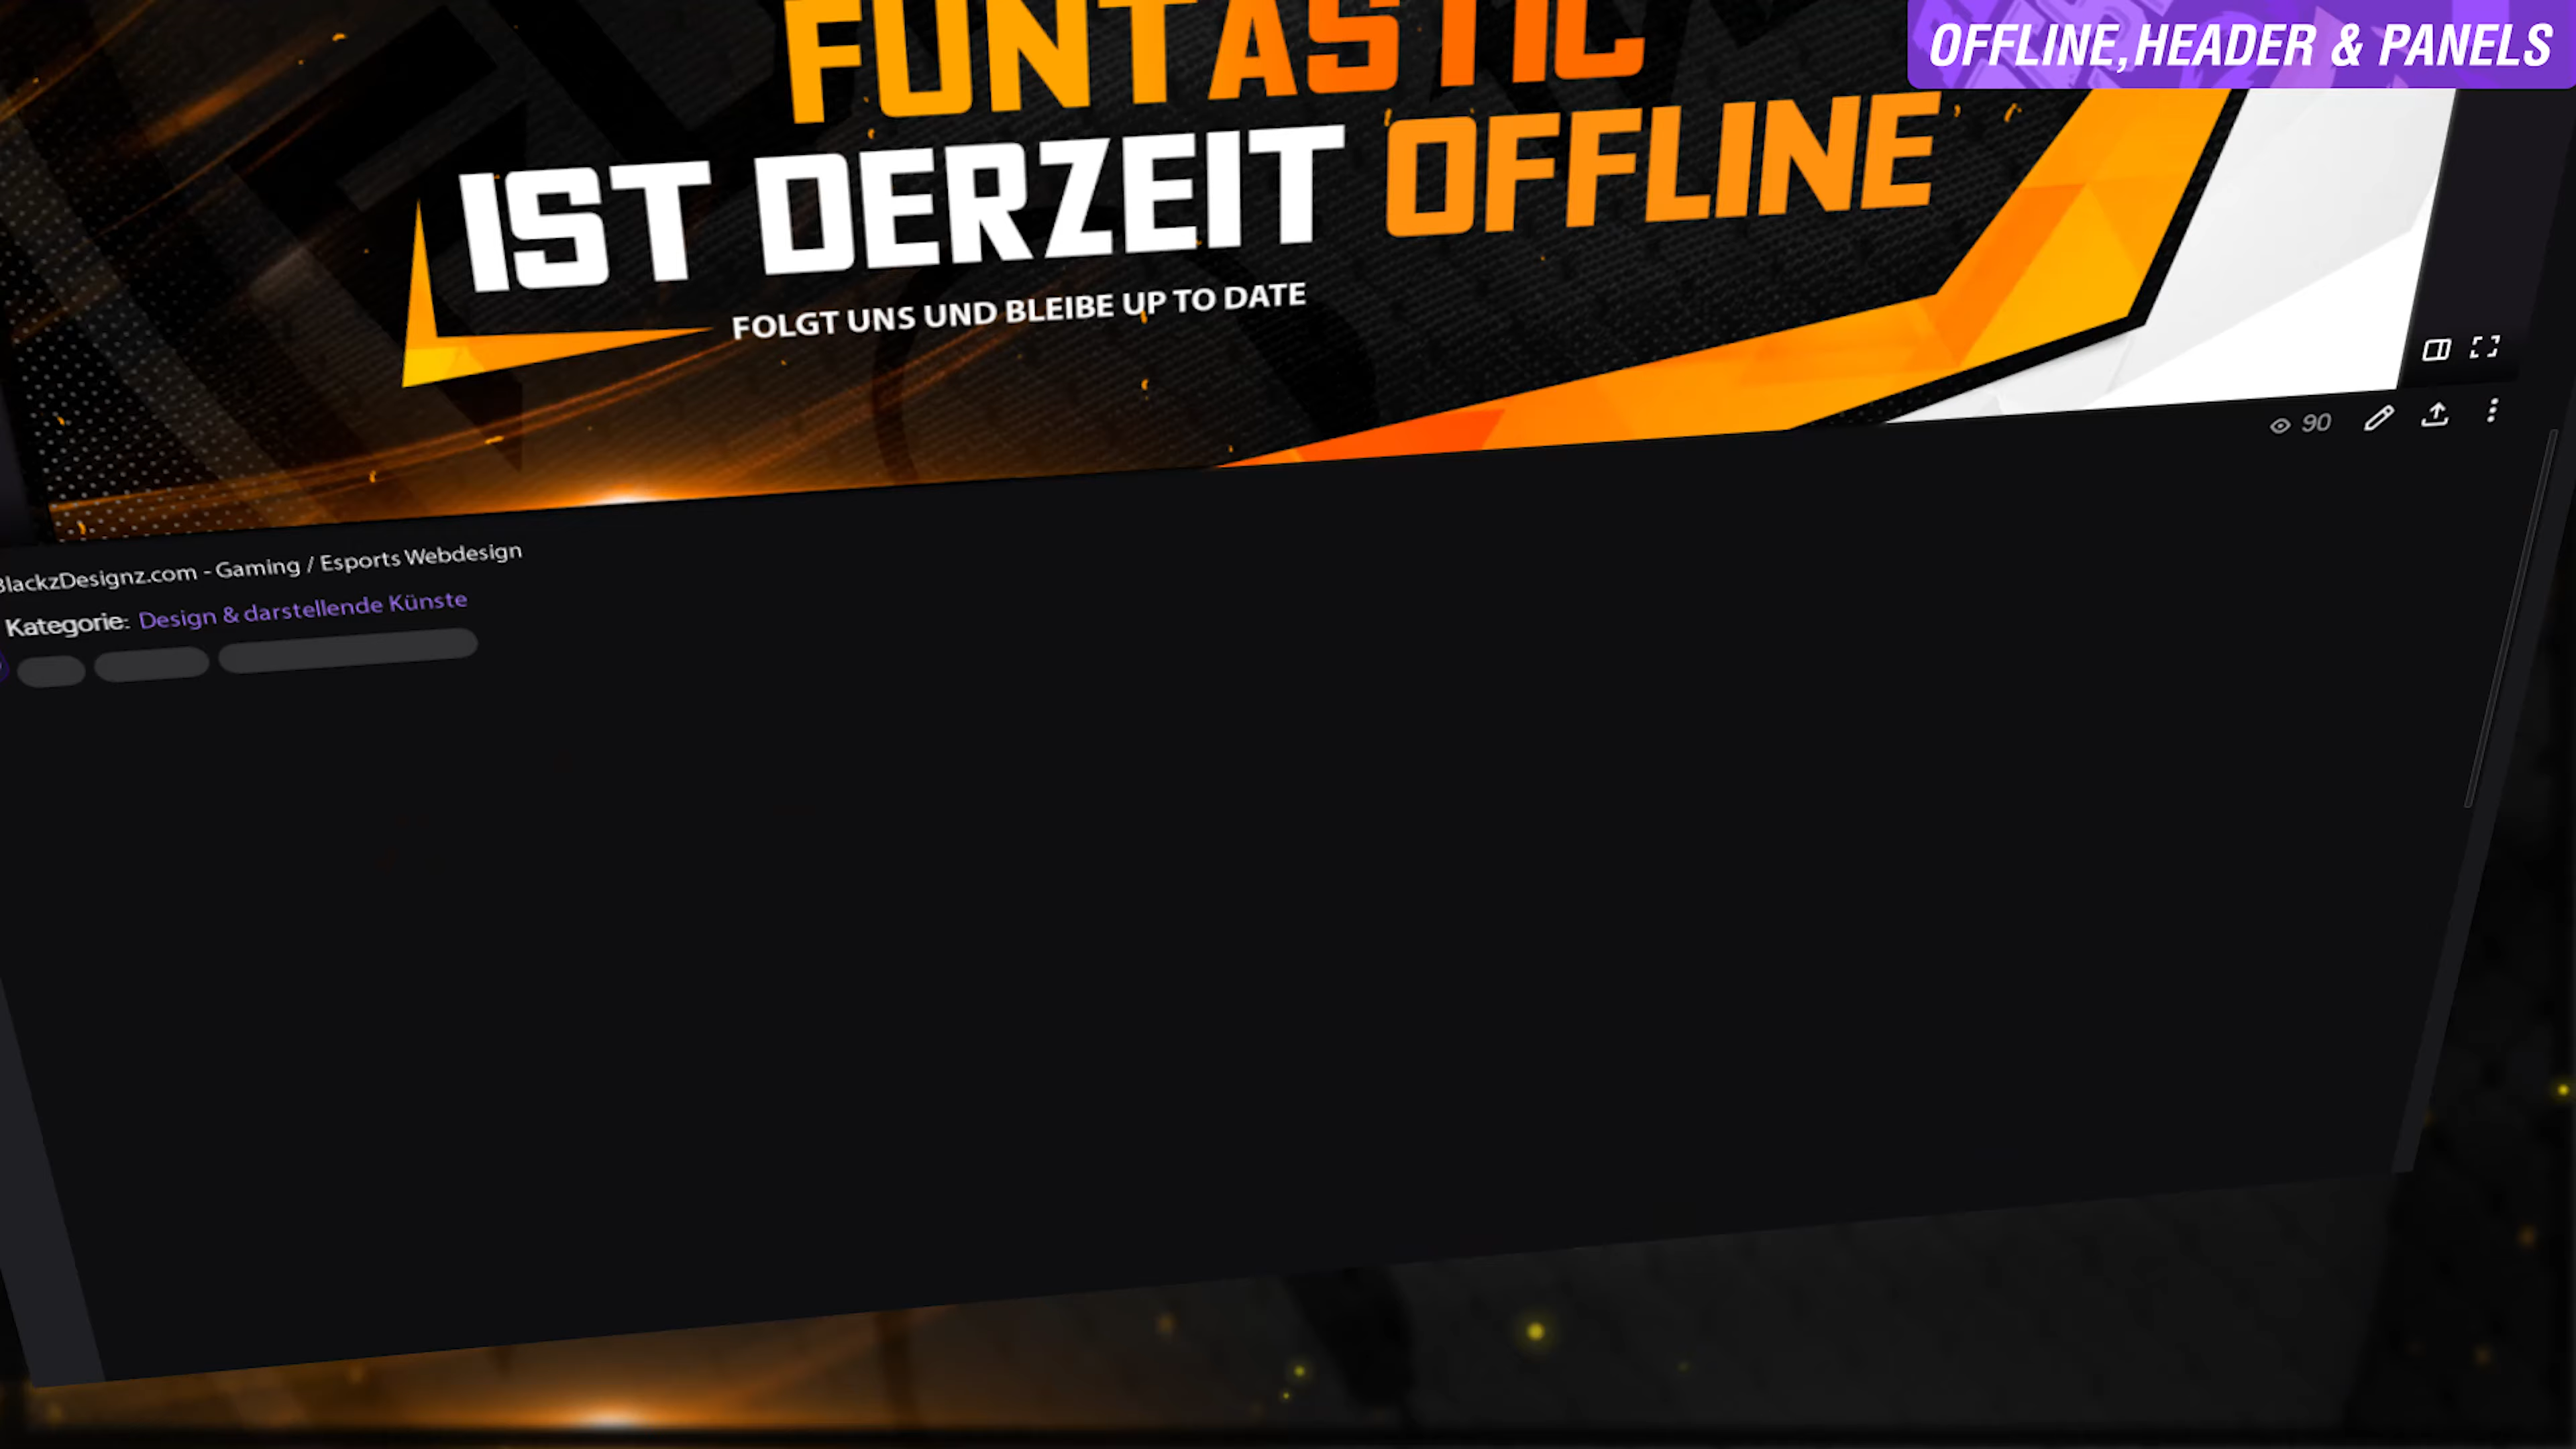 OFFLINE,HEADER & PANELS
FUNTASTIC
IST DERZEIT OFFLINE
FOLGT UNS UND BLEIBE UP TO DATE
90
BlackzDesignz.com - Gaming / Esports Webdesign
Kategorie: Design & darstellende Künste